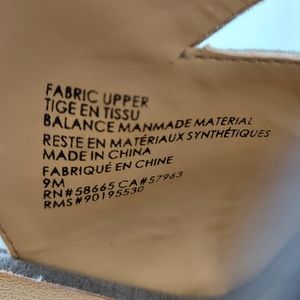 FABRIC UPPER
TIGE EN TISSU
BALANCE MANMADE MATERIAL
RESTE EN MATÉRIAUX SYNTHÉTIQUES
MADE IN CHINA
FABRIQUÉ EN CHINE
9M
RN#58665 CA#57963
RMS#90195530